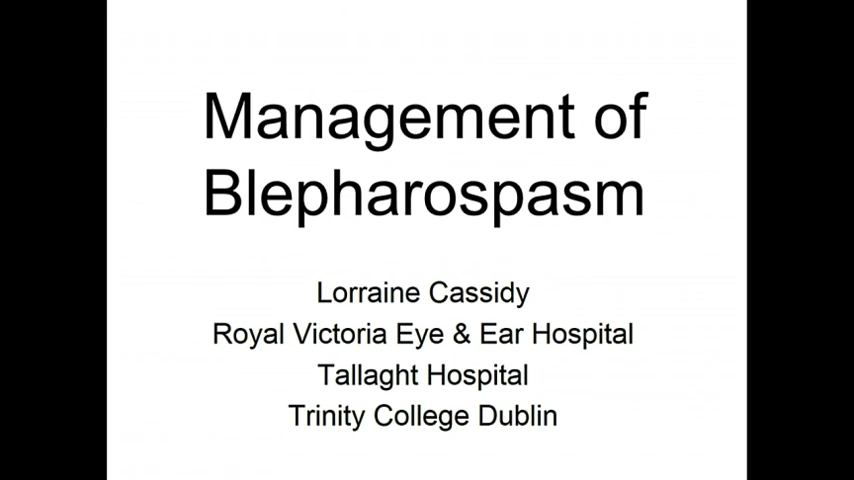 Management of
Blepharospasm
Lorraine Cassidy
Royal Victoria Eye & Ear Hospital
Tallaght Hospital
Trinity College Dublin